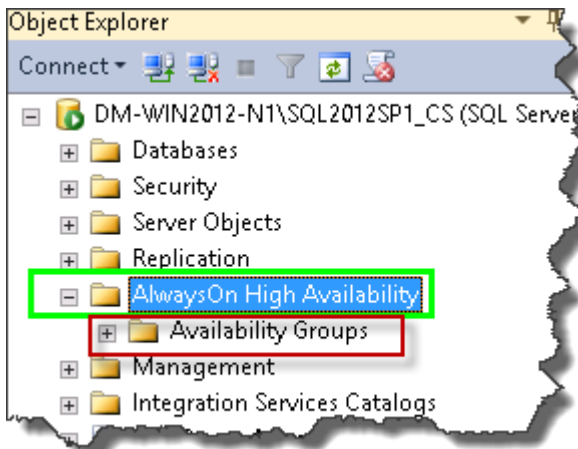 Object Explorer
Connect
DM-WIN2012-N1\SQL2012SP1_CS (SQL Server
Databases
Security
Server Objects
Replication
AlwaysOn High Availability
Availability Groups
Management
Integration Services Catalogs